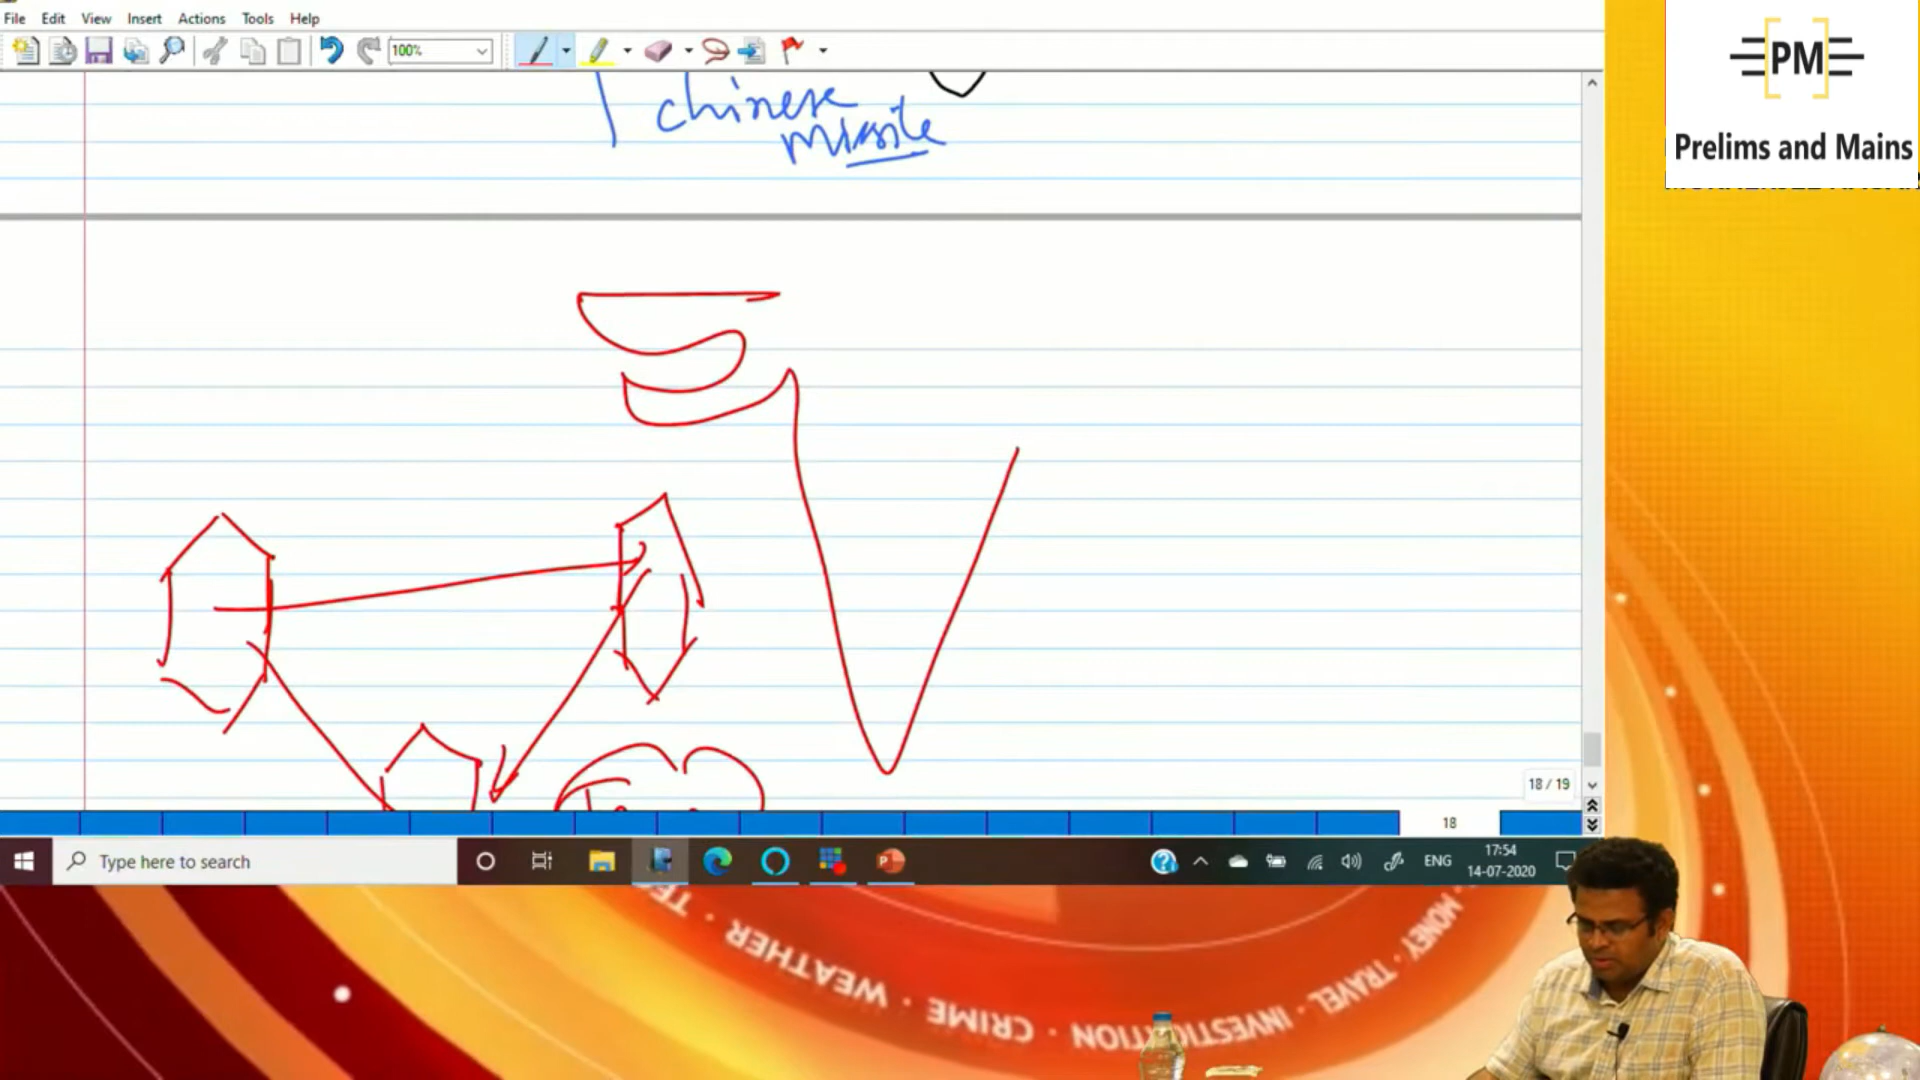 File Edit View Insert Actions Tools Help
PM
100%
chinese
missile
Prelims and Mains
18 / 19
18
Type here to search
ENG
17:54
14-07-2020
WEATHER · CRIME · INVESTIGATION · TRAVEL · MONEY